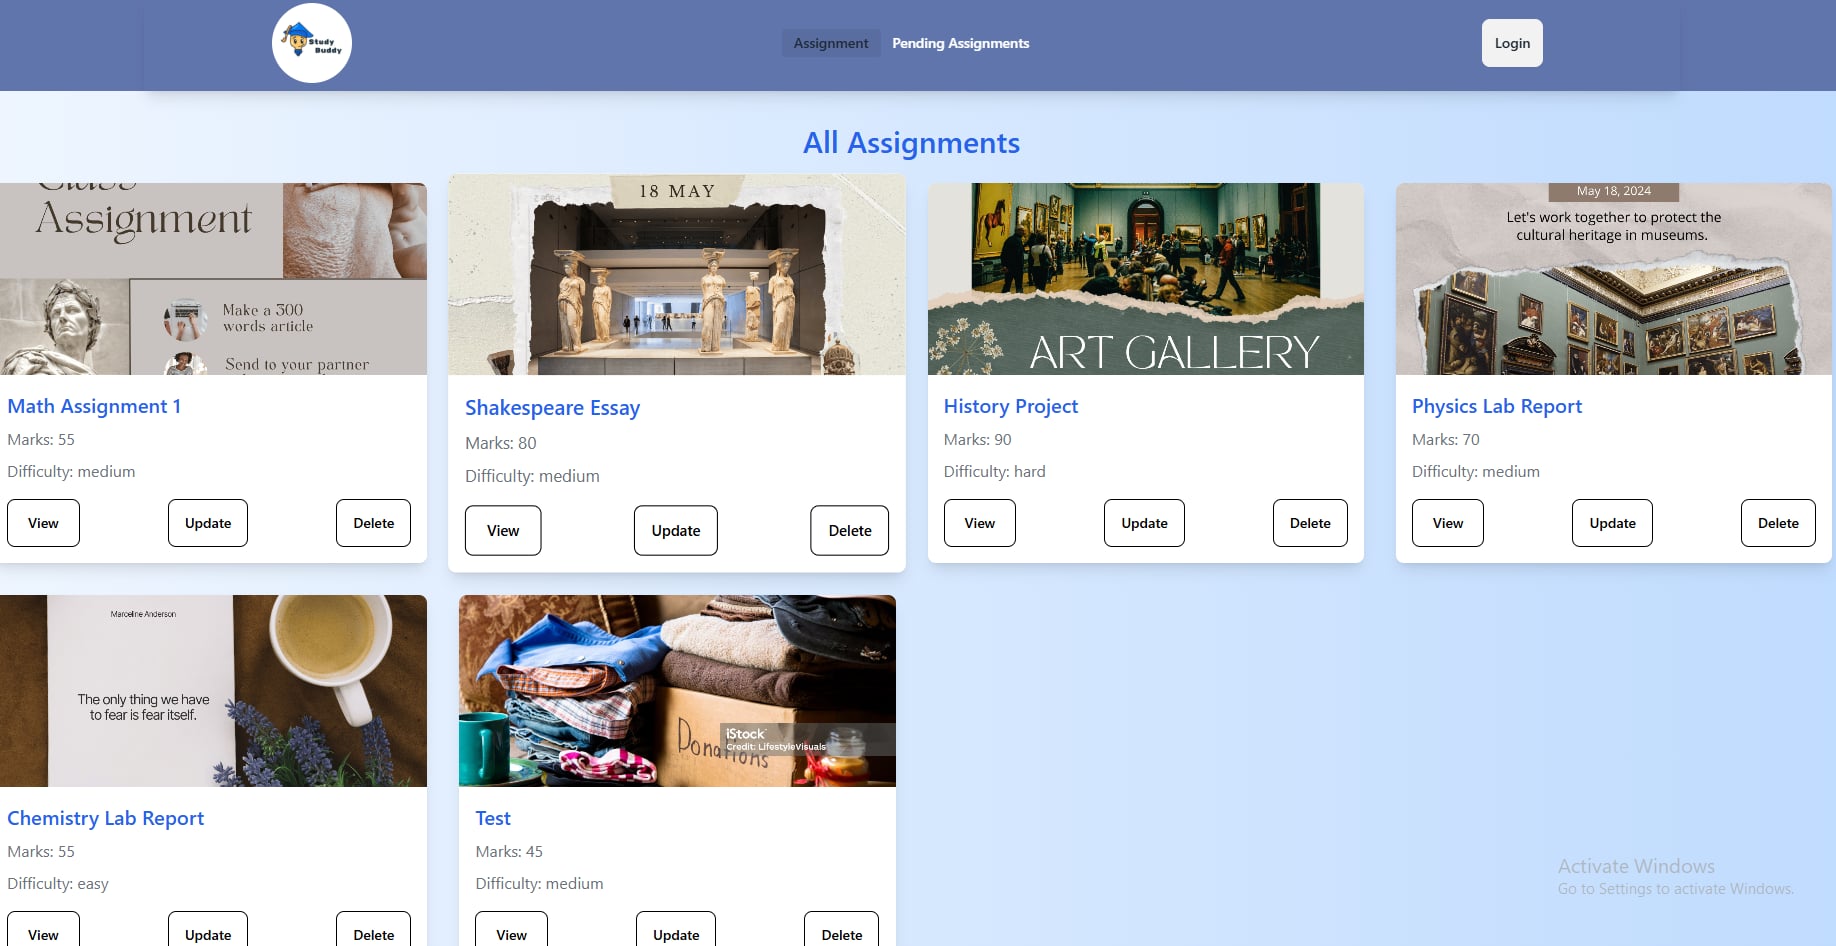 Study
Buddy
Assignment
Pending Assignments
Login
All Assignments
Class
Assignment
Make a 300
words article
Send to your partner
18 MAY
ART GALLERY
May 18, 2024
Let's work together to protect the
cultural heritage in museums.
Math Assignment 1
Marks: 55
Difficulty: medium
View
Update
Delete
Shakespeare Essay
Marks: 80
Difficulty: medium
View
Update
Delete
History Project
Marks: 90
Difficulty: hard
View
Update
Delete
Physics Lab Report
Marks: 70
Difficulty: medium
View
Update
Delete
Marceline Anderson
The only thing we have
to fear is fear itself.
Donations
iStock
Credit: LifestyleVisuals
Chemistry Lab Report
Marks: 55
Difficulty: easy
View
Update
Delete
Test
Marks: 45
Difficulty: medium
View
Update
Delete
Activate Windows
Go to Settings to activate Windows.